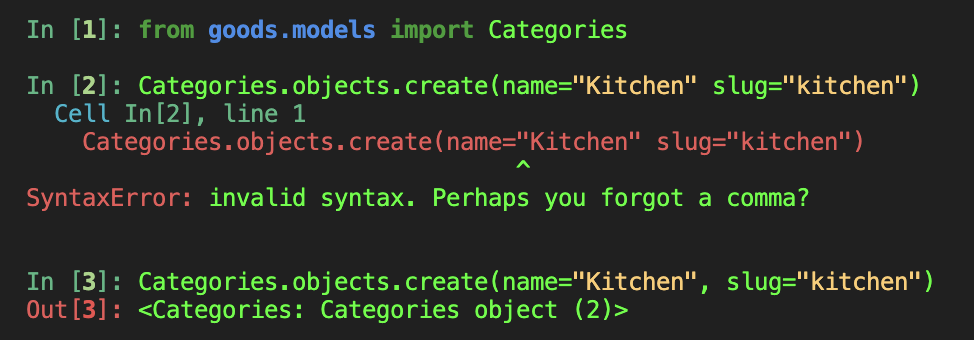 In [1]: from goods.models import Categories
In [2]: Categories.objects.create(name="Kitchen" slug="kitchen")
Cell In[2], line 1
Categories.objects.create(name="Kitchen" slug="kitchen")
^
SyntaxError: invalid syntax. Perhaps you forgot a comma?
In [3]: Categories.objects.create(name="Kitchen", slug="kitchen")
Out[3]: <Categories: Categories object (2)>